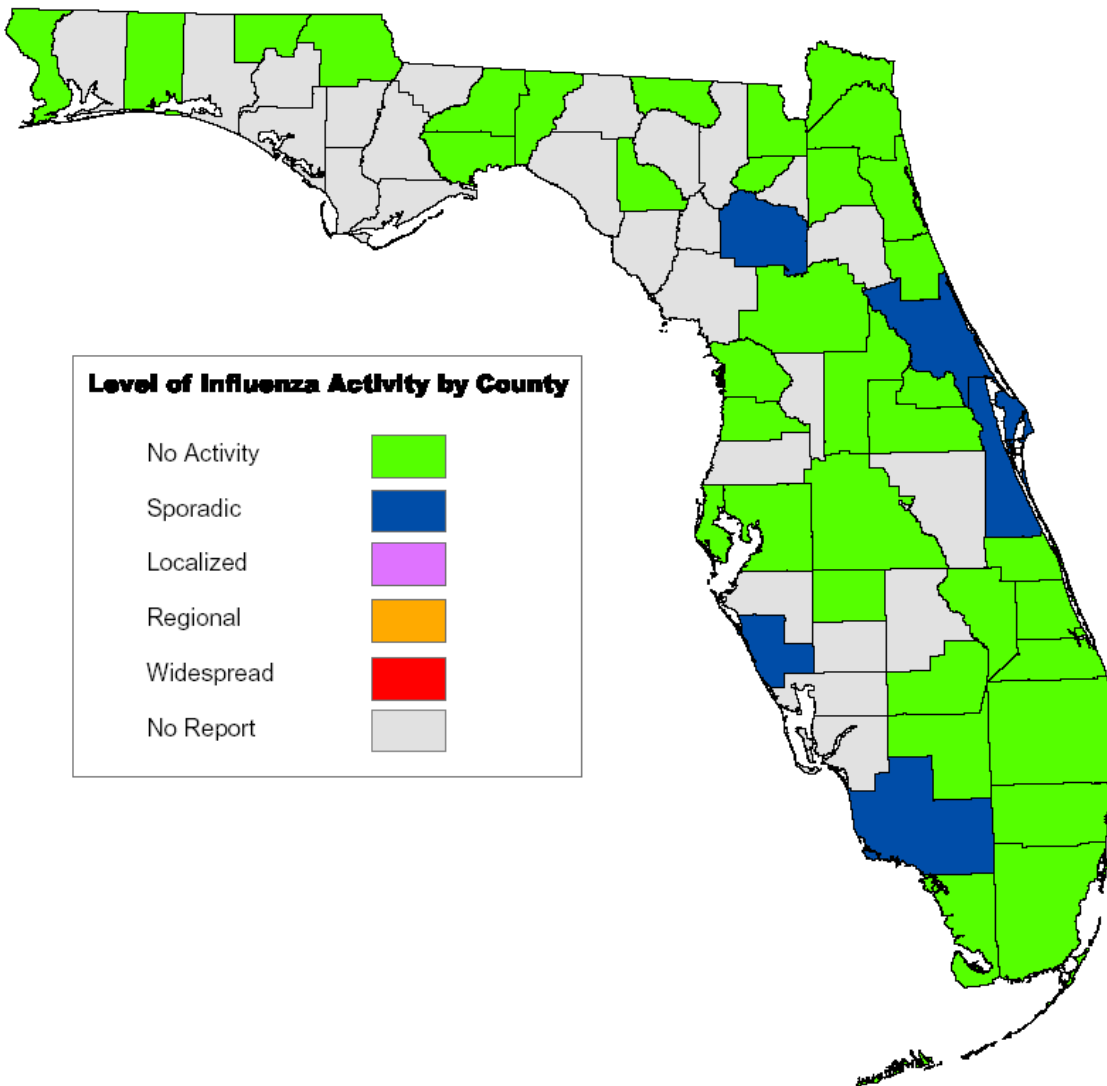 Level of Influenza Activity by County
No Activity
Sporadic
Localized
Regional
Widespread
No Report